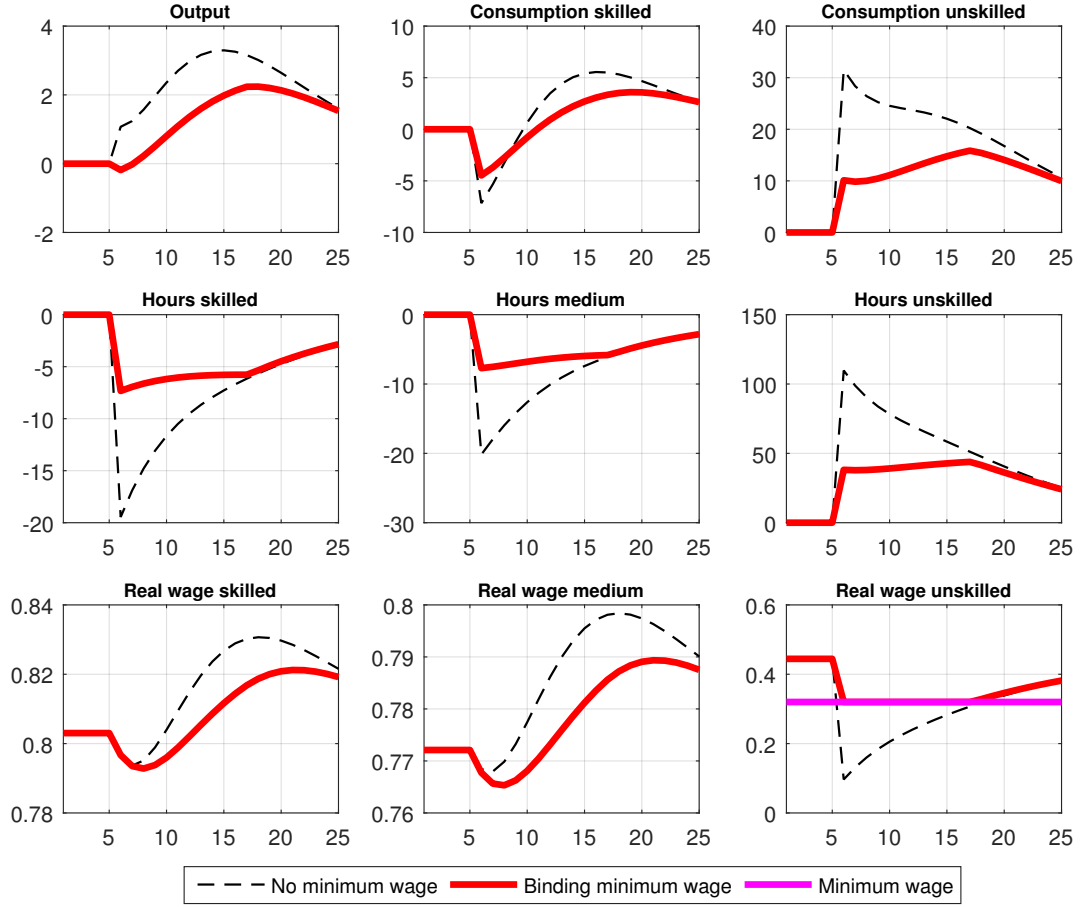 Output
4
2
0
-2
5 10 15 20 25
Consumption skilled
10
5
0
-5
-10
5 10 15 20 25
Consumption unskilled
40
30
20
10
0
5 10 15 20 25
Hours skilled
0
-5
-10
-15
-20
5 10 15 20 25
Hours medium
0
-10
-20
-30
5 10 15 20 25
Hours unskilled
150
100
50
0
5 10 15 20 25
Real wage skilled
0.84
0.82
0.8
0.78
5 10 15 20 25
Real wage medium
0.8
0.79
0.78
0.77
0.76
5 10 15 20 25
Real wage unskilled
0.6
0.4
0.2
0
5 10 15 20 25
No minimum wage Binding minimum wage Minimum wage